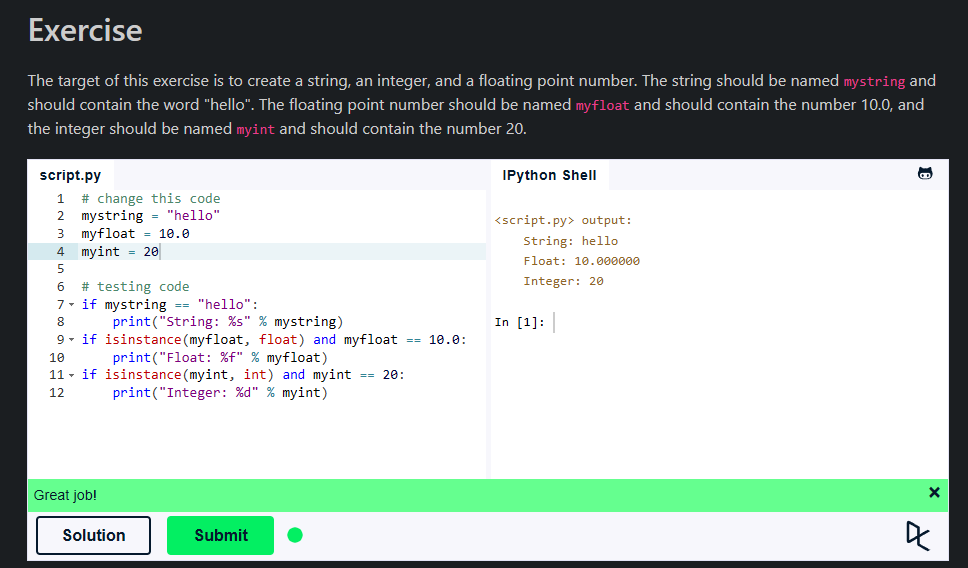 Exercise
The target of this exercise is to create a string, an integer, and a floating point number. The string should be named mystring and
should contain the word "hello". The floating point number should be named myfloat and should contain the number 10.0, and
the integer should be named myint and should contain the number 20.
script.py
1 # change this code
2 mystring = "hello"
3 myfloat = 10.0
4 myint = 20
5
6 # testing code
7 if mystring == "hello":
8     print("String: %s" % mystring)
9 if isinstance(myfloat, float) and myfloat == 10.0:
10     print("Float: %f" % myfloat)
11 if isinstance(myint, int) and myint == 20:
12     print("Integer: %d" % myint)
IPython Shell
<script.py> output:
    String: hello
    Float: 10.000000
    Integer: 20
In [1]:
Great job!
Solution
Submit